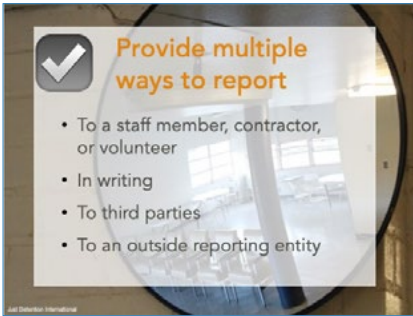 Provide multiple
ways to report
• To a staff member, contractor,
or volunteer
• In writing
• To third parties
• To an outside reporting entity
Just Detention International